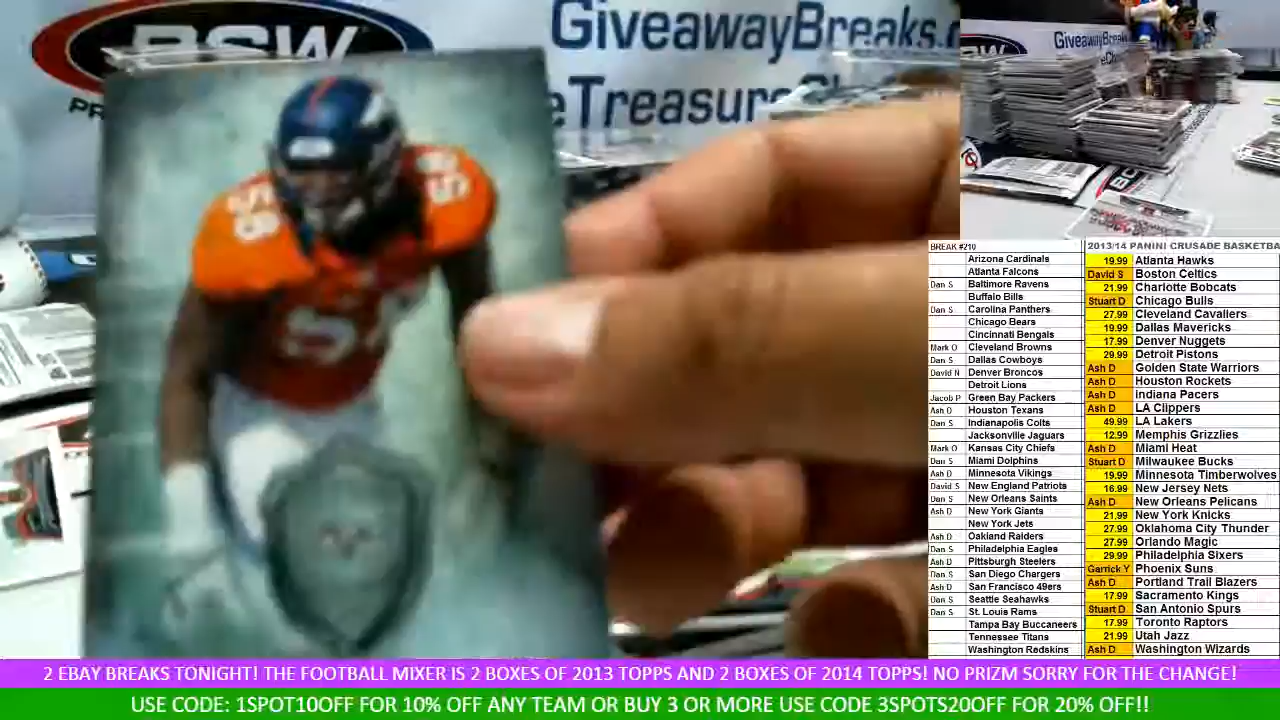 BSW
GiveawayBreaks.c
eTreasureCh
58
58
BSW
GiveawayBreaks.
BREAK #210
Arizona Cardinals
Atlanta Falcons
Dan S Baltimore Ravens
Buffalo Bills
Dan S Carolina Panthers
Chicago Bears
Cincinnati Bengals
Mark O Cleveland Browns
Dan S Dallas Cowboys
David N Denver Broncos
Detroit Lions
Jacob P Green Bay Packers
Ash D Houston Texans
Dan S Indianapolis Colts
Jacksonville Jaguars
Mark O Kansas City Chiefs
Dan S Miami Dolphins
Ash D Minnesota Vikings
David S New England Patriots
Dan S New Orleans Saints
Ash D New York Giants
New York Jets
Ash D Oakland Raiders
Dan S Philadelphia Eagles
Ash D Pittsburgh Steelers
Dan S San Diego Chargers
Ash D San Francisco 49ers
Dan S Seattle Seahawks
Dan S St. Louis Rams
Tampa Bay Buccaneers
Tennessee Titans
Washington Redskins
2013/14 PANINI CRUSADE BASKETBA
19.99 Atlanta Hawks
David S Boston Celtics
21.99 Charlotte Bobcats
Stuart D Chicago Bulls
27.99 Cleveland Cavaliers
19.99 Dallas Mavericks
17.99 Denver Nuggets
29.99 Detroit Pistons
Ash D Golden State Warriors
Ash D Houston Rockets
Ash D Indiana Pacers
Ash D LA Clippers
49.99 LA Lakers
12.99 Memphis Grizzlies
Ash D Miami Heat
Stuart D Milwaukee Bucks
19.99 Minnesota Timberwolves
16.99 New Jersey Nets
Ash D New Orleans Pelicans
21.99 New York Knicks
27.99 Oklahoma City Thunder
27.99 Orlando Magic
29.99 Philadelphia Sixers
Garrick Y Phoenix Suns
Ash D Portland Trail Blazers
17.99 Sacramento Kings
Stuart D San Antonio Spurs
17.99 Toronto Raptors
21.99 Utah Jazz
Ash D Washington Wizards
2 EBAY BREAKS TONIGHT! THE FOOTBALL MIXER IS 2 BOXES OF 2013 TOPPS AND 2 BOXES OF 2014 TOPPS! NO PRIZM SORRY FOR THE CHANGE!
USE CODE: 1SPOT10OFF FOR 10% OFF ANY TEAM OR BUY 3 OR MORE USE CODE 3SPOTS20OFF FOR 20% OFF!!